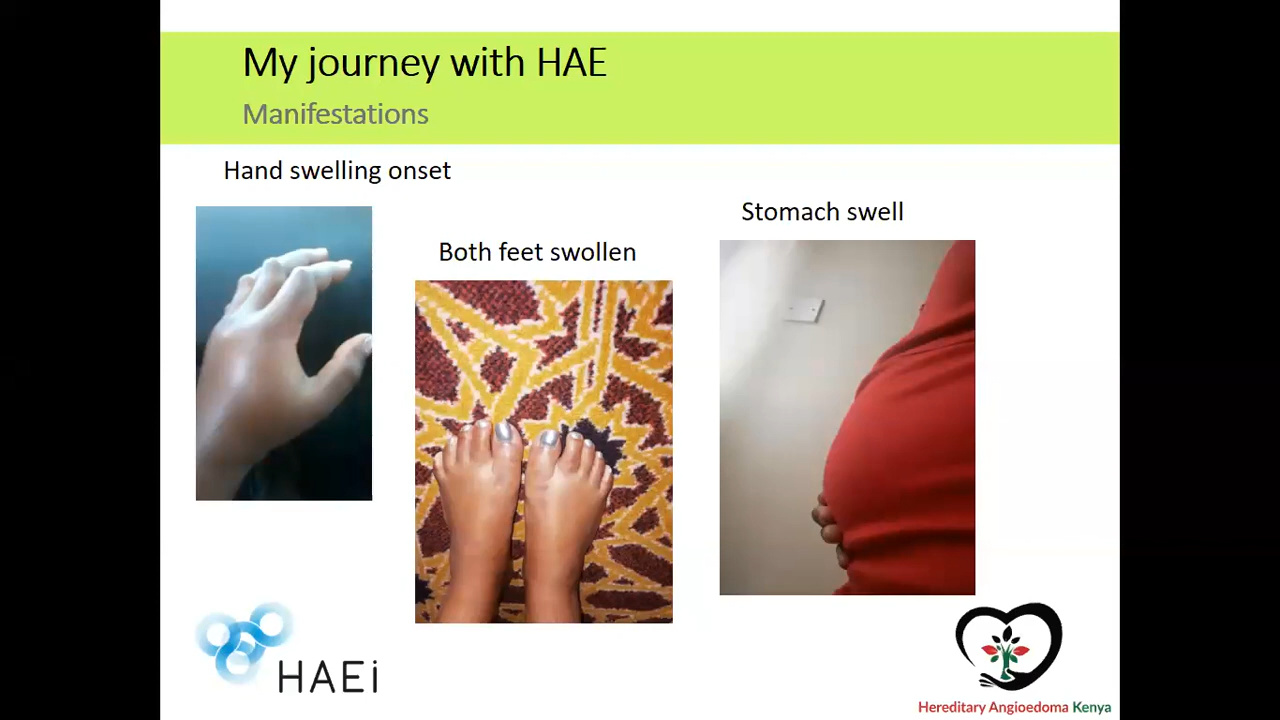 My journey with HAE
Manifestations
Hand swelling onset
Both feet swollen
Stomach swell
HAEi
Hereditary Angioedoma Kenya